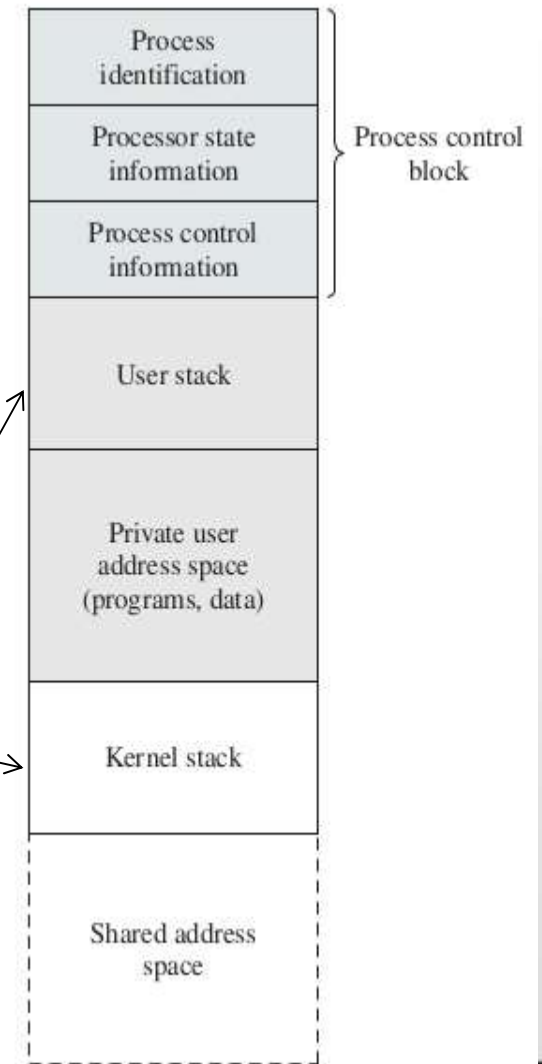 Process
identification
Processor state
information
Process control
information
Process control
block
User stack
Private user
address space
(programs, data)
Kernel stack
Shared address
space